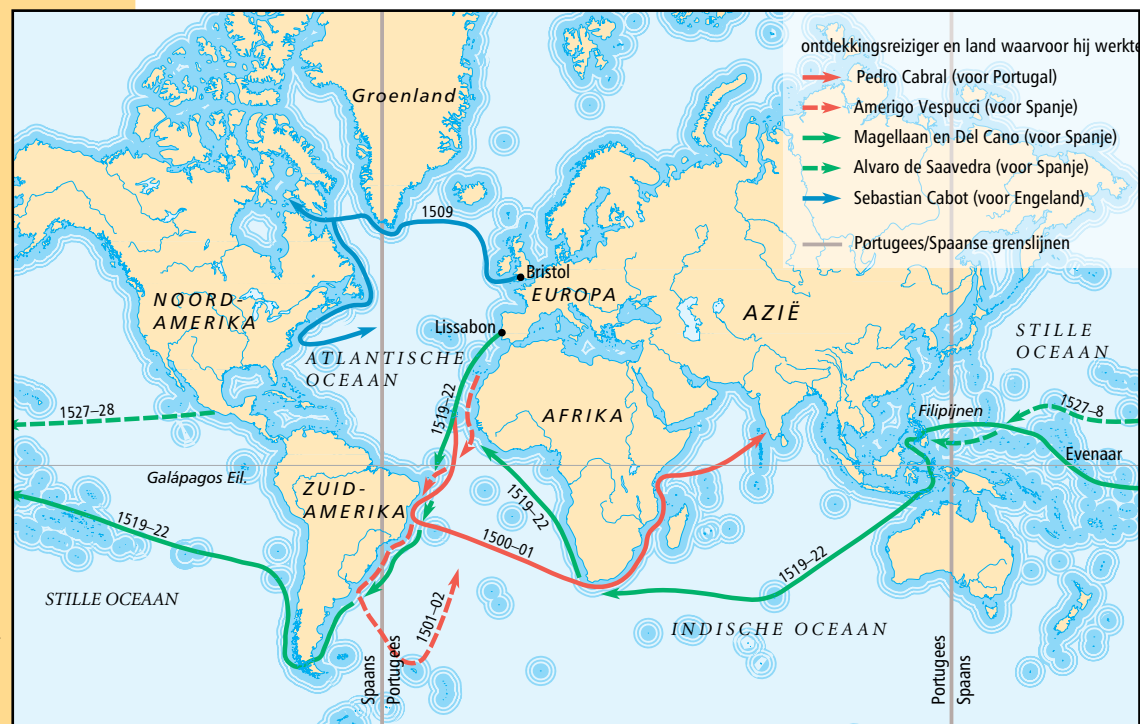 ontdekkingsreiziger en land waarvoor hij werkte
Pedro Cabral (voor Portugal)
Amerigo Vespucci (voor Spanje)
Magellaan en Del Cano (voor Spanje)
Alvaro de Saavedra (voor Spanje)
Sebastian Cabot (voor Engeland)
Portugees/Spaanse grenslijnen
Groenland
1509
Bristol
EUROPA
NOORD-
AMERIKA
AZIË
Lissabon
STILLE
OCEAAN
ATLANTISCHE
OCEAAN
1527–28
1519–22
AFRIKA
Filipijnen
1527–8
Evenaar
Galápagos Eil.
ZUID-
AMERIKA
1519–22
1519–22
1500–01
1519–22
STILLE OCEAAN
1501–02
INDISCHE OCEAAN
Spaans
Portugees
Portugees
Spaans